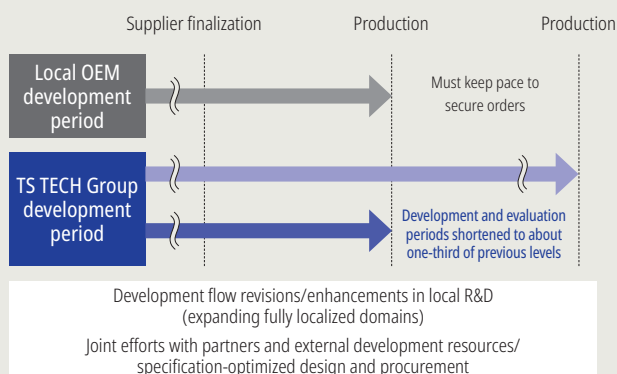 Supplier finalization
Production
Production
Local OEM
development
period
Must keep pace to
secure orders
TS TECH Group
development
period
Development and evaluation
periods shortened to about
one-third of previous levels
Development flow revisions/enhancements in local R&D
(expanding fully localized domains)
Joint efforts with partners and external development resources/
specification-optimized design and procurement